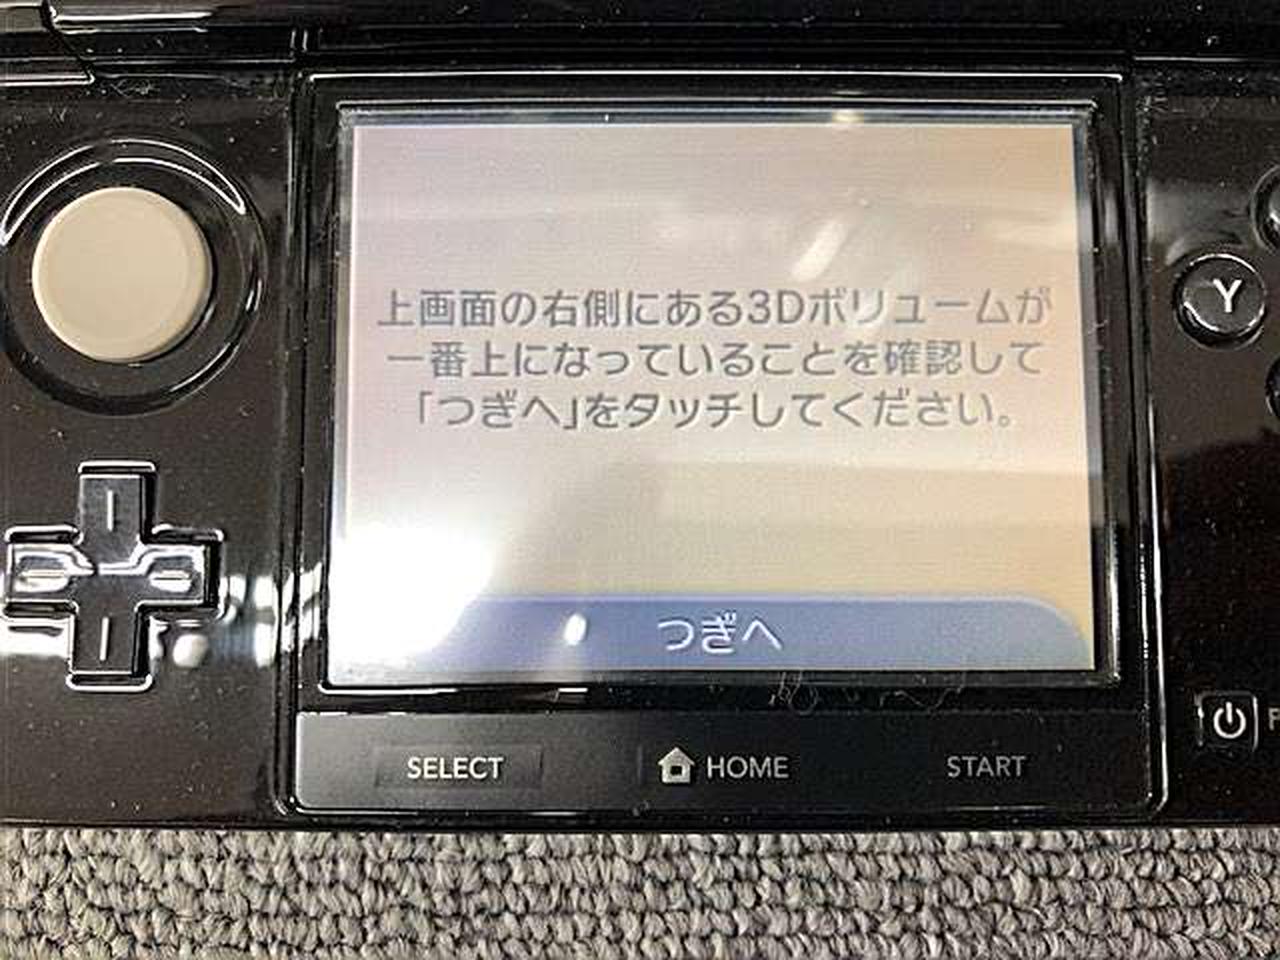 上画面の右側にある3Dボリュームが
一番上になっていることを確認して
「つぎへ」をタッチしてください。
つぎへ
SELECT
HOME
START
Y